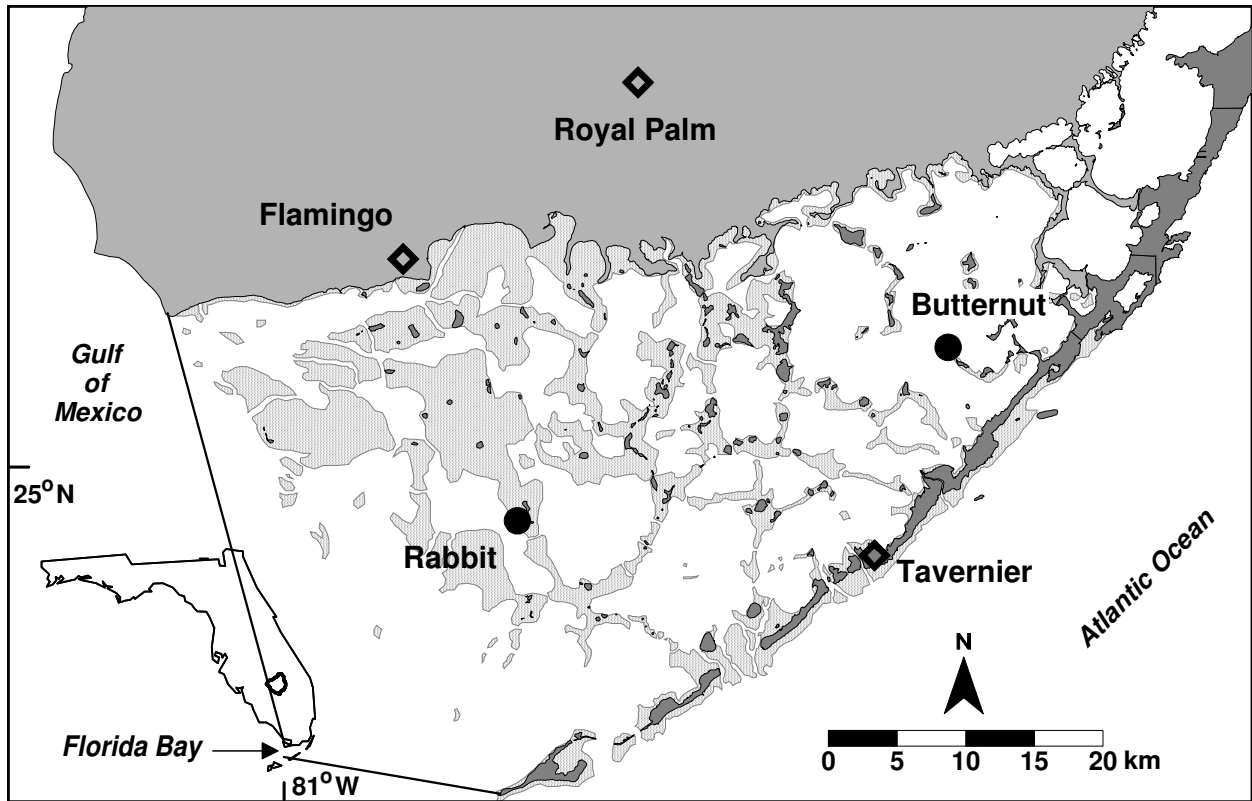 Royal Palm
Flamingo
Butternut
Gulf
of
Mexico
25°N
Rabbit
Tavernier
Atlantic Ocean
N
Florida Bay
81°W
0 5 10 15 20 km